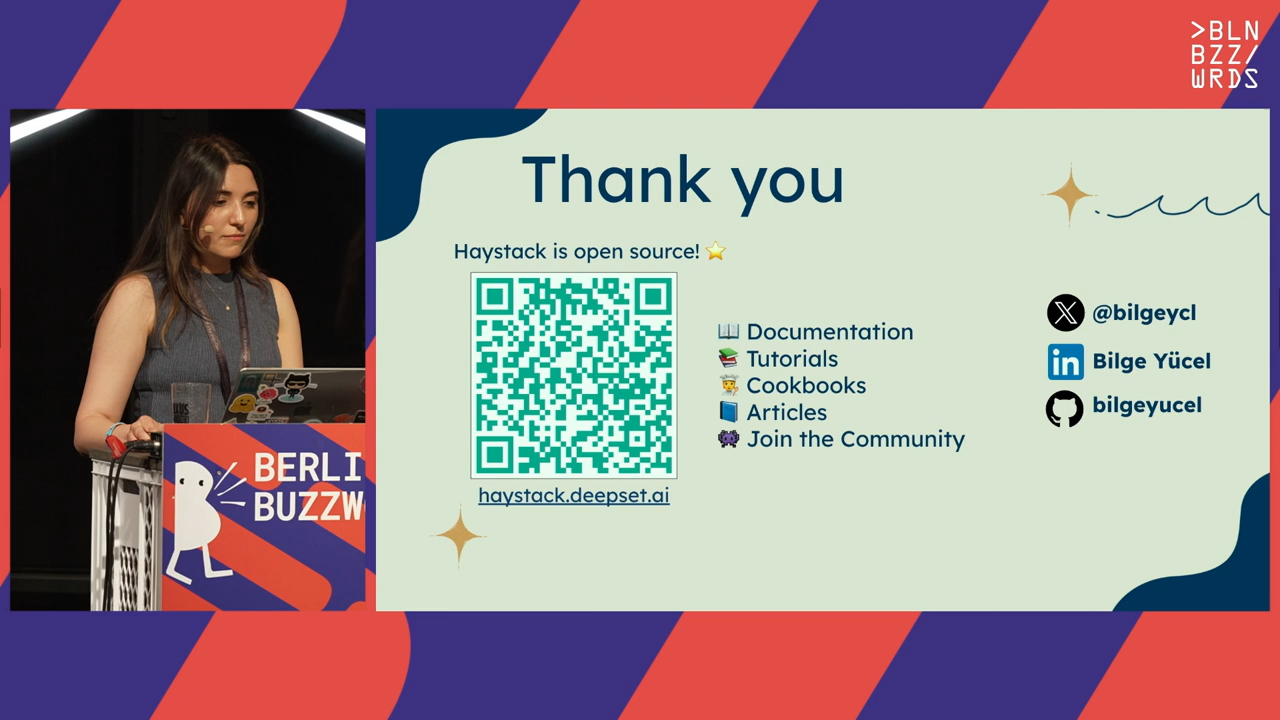 >BLN
BZZ/
WRDS
Thank you
Haystack is open source! ⭐
📖 Documentation
📚 Tutorials
👨‍🍳 Cookbooks
📘 Articles
👾 Join the Community
haystack.deepset.ai
@bilgeycl
Bilge Yücel
bilgeyucel
BERLI
BUZZW